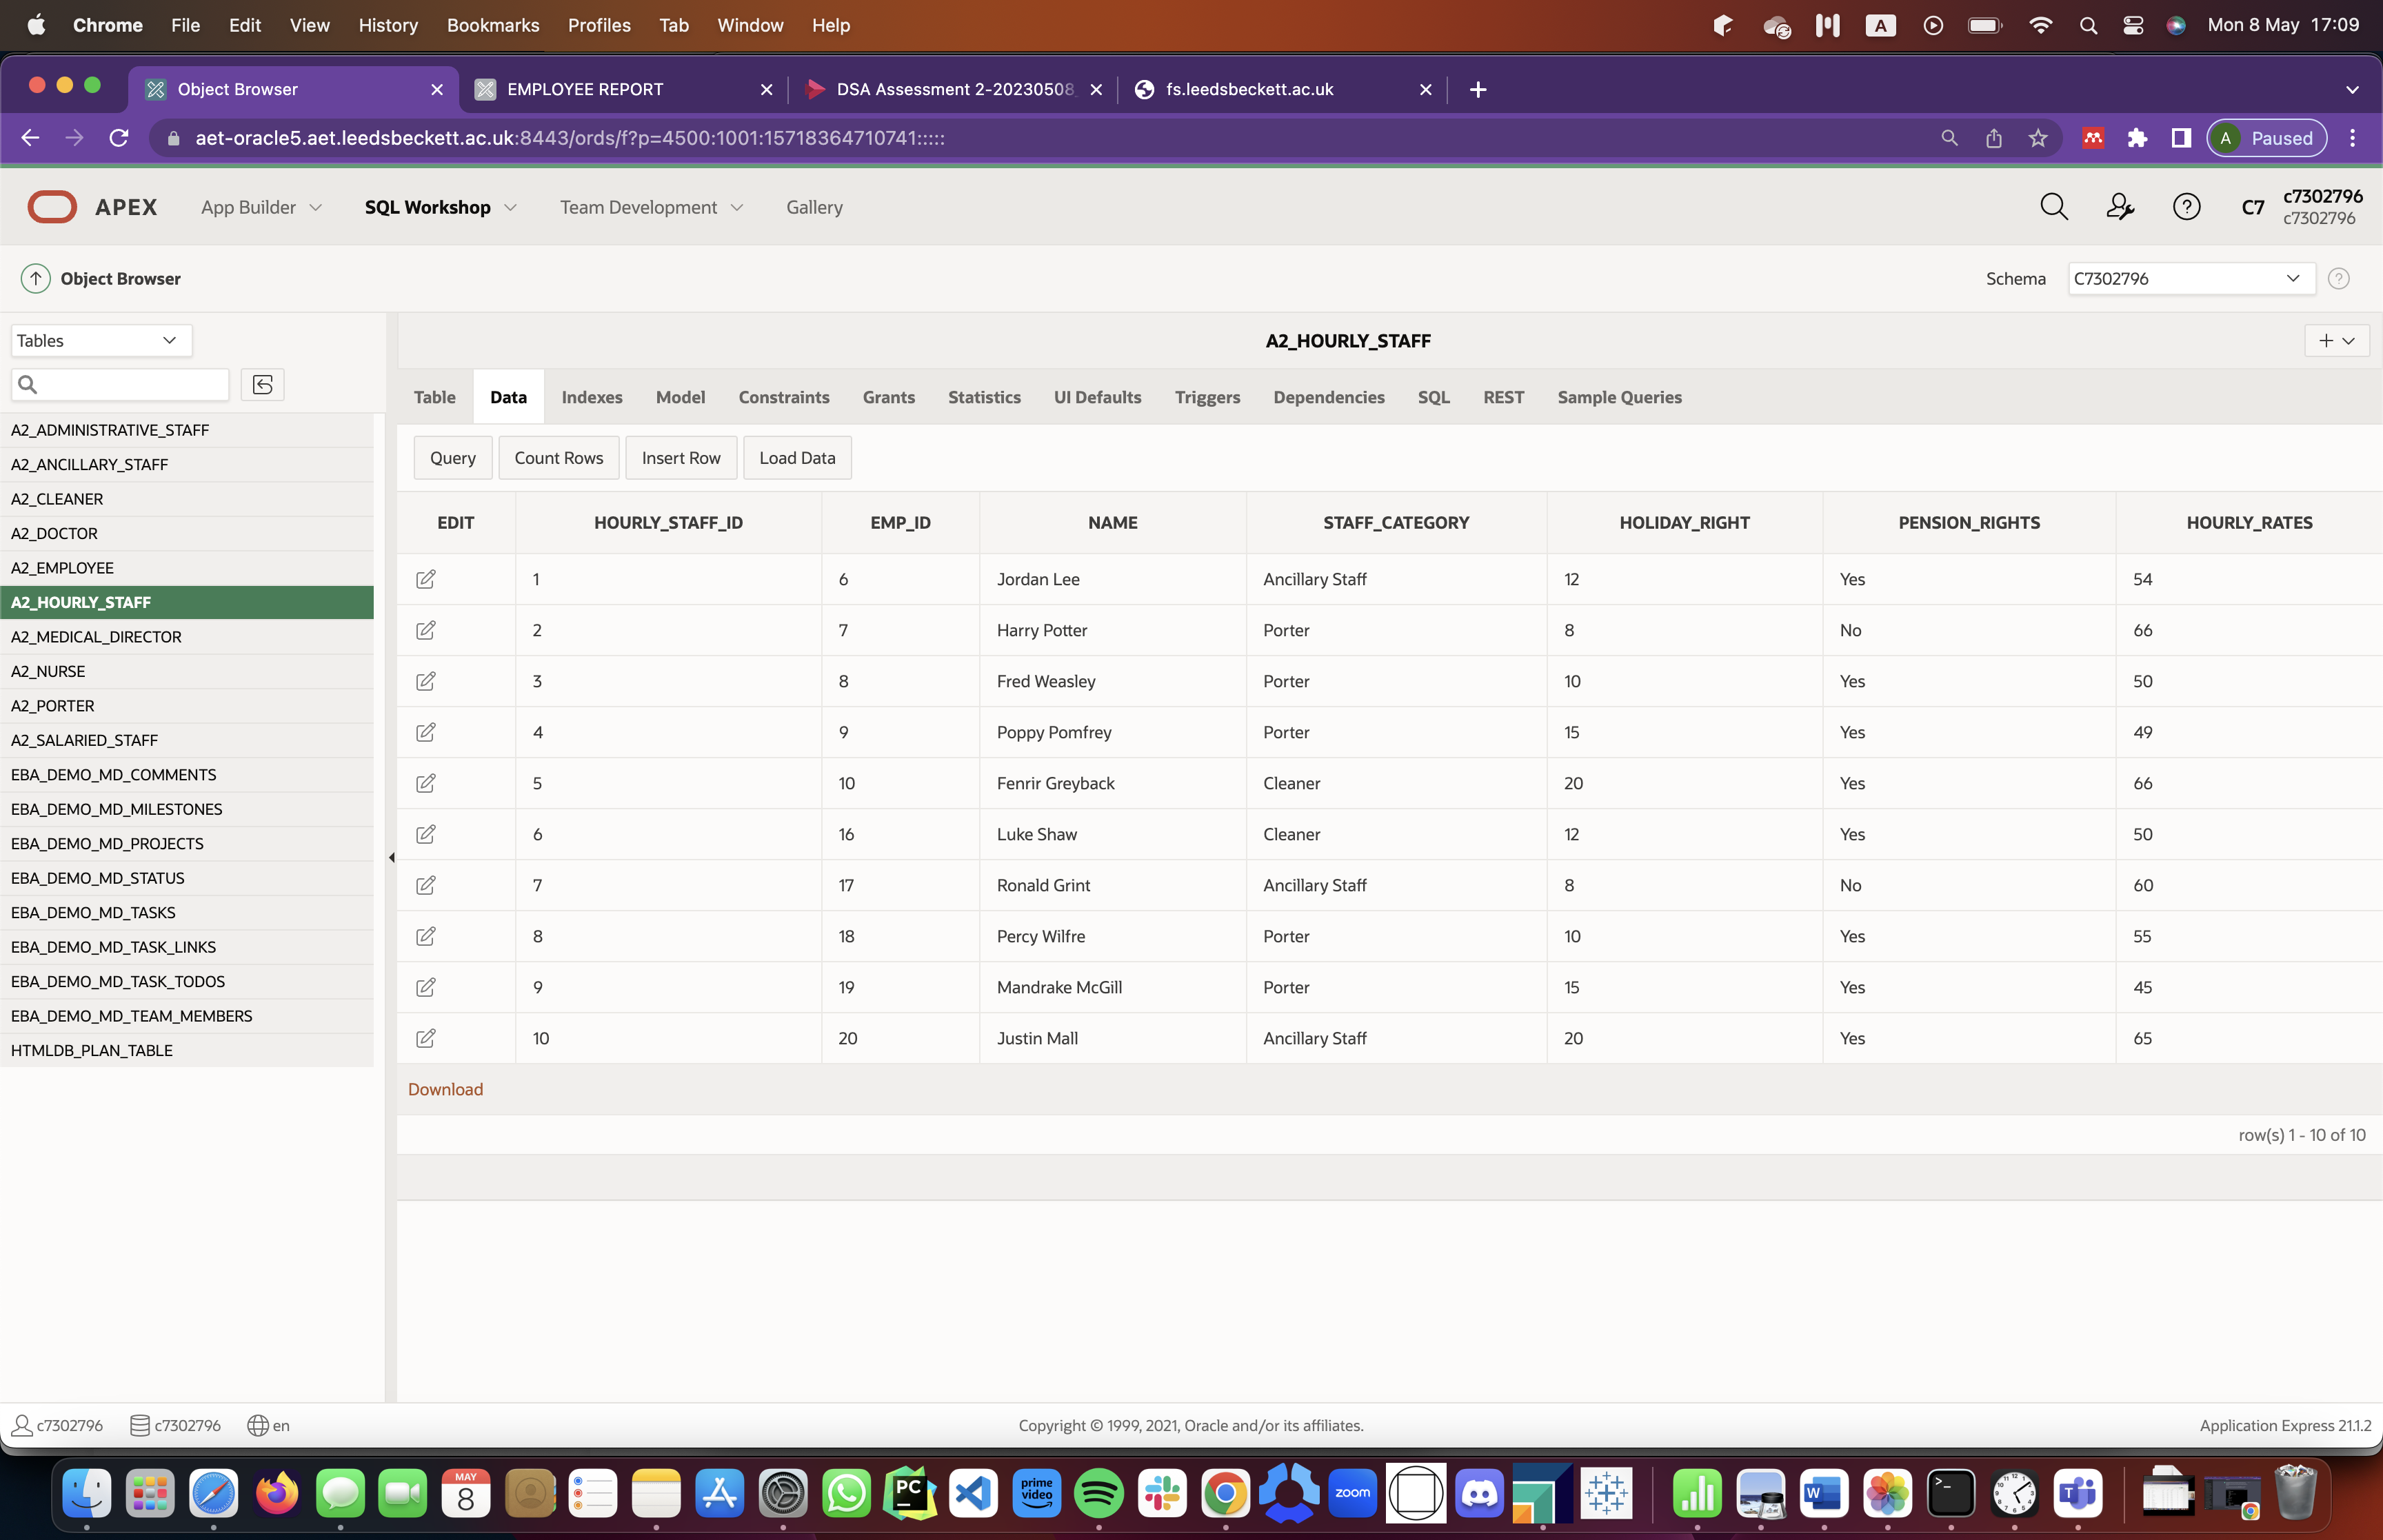 Chrome File Edit View History Bookmarks Profiles Tab Window Help A Mon 8 May 17:09
Object Browser EMPLOYEE REPORT DSA Assessment 2-20230508 fs.leedsbeckett.ac.uk
aet-oracle5.aet.leedsbeckett.ac.uk:8443/ords/f?p=4500:1001:15718364710741::::: A Paused
APEX App Builder SQL Workshop Team Development Gallery C7 c7302796
c7302796
Object Browser Schema C7302796
Tables A2_HOURLY_STAFF
Table Data Indexes Model Constraints Grants Statistics UI Defaults Triggers Dependencies SQL REST Sample Queries
Query Count Rows Insert Row Load Data
A2_ADMINISTRATIVE_STAFF
A2_ANCILLARY_STAFF
A2_CLEANER
A2_DOCTOR
A2_EMPLOYEE
A2_HOURLY_STAFF
A2_MEDICAL_DIRECTOR
A2_NURSE
A2_PORTER
A2_SALARIED_STAFF
EBA_DEMO_MD_COMMENTS
EBA_DEMO_MD_MILESTONES
EBA_DEMO_MD_PROJECTS
EBA_DEMO_MD_STATUS
EBA_DEMO_MD_TASKS
EBA_DEMO_MD_TASK_LINKS
EBA_DEMO_MD_TASK_TODOS
EBA_DEMO_MD_TEAM_MEMBERS
HTMLDB_PLAN_TABLE
EDIT HOURLY_STAFF_ID EMP_ID NAME STAFF_CATEGORY HOLIDAY_RIGHT PENSION_RIGHTS HOURLY_RATES
1 6 Jordan Lee Ancillary Staff 12 Yes 54
2 7 Harry Potter Porter 8 No 66
3 8 Fred Weasley Porter 10 Yes 50
4 9 Poppy Pomfrey Porter 15 Yes 49
5 10 Fenrir Greyback Cleaner 20 Yes 66
6 16 Luke Shaw Cleaner 12 Yes 50
7 17 Ronald Grint Ancillary Staff 8 No 60
8 18 Percy Wilfre Porter 10 Yes 55
9 19 Mandrake McGill Porter 15 Yes 45
10 20 Justin Mall Ancillary Staff 20 Yes 65
Download
row(s) 1 - 10 of 10
c7302796 c7302796 en Copyright © 1999, 2021, Oracle and/or its affiliates. Application Express 21.1.2
MAY
8
PC
prime video
zoom
W
T